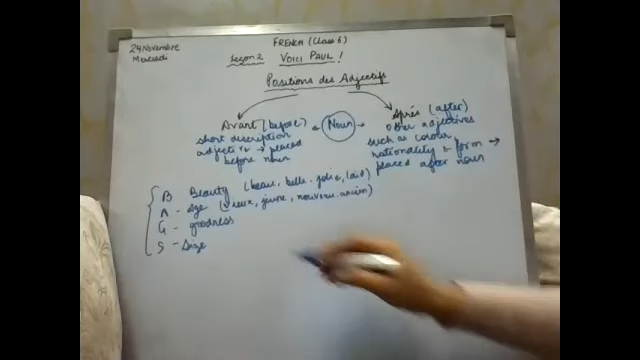 24 Novembre
Mercredi
FRENCH (Class 6)
Leçon 2 VOICI PAUL !
Positions des Adjectifs
Avant (before)
short description
adjective → placed
before noun
Noun
Après (after)
other adjectives
such as colour,
nationality & form →
placed after noun
B Beauty (beau, belle, jolie, laid)
A - age (vieux, jeune, nouveau, ancien)
G - goodness
S - Size